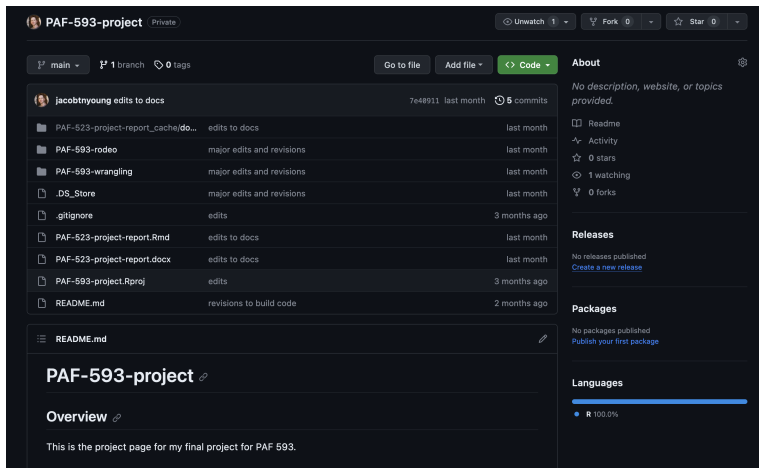 PAF-593-project Private
Unwatch 1
Fork 0
Star 0
main
1 branch
0 tags
Go to file
Add file
<> Code
jacobtnyoung edits to docs
7e48911 last month
5 commits
PAF-523-project-report_cache/do... edits to docs last month
PAF-593-rodeo major edits and revisions last month
PAF-593-wrangling major edits and revisions last month
.DS_Store major edits and revisions last month
.gitignore edits 3 months ago
PAF-523-project-report.Rmd edits to docs last month
PAF-523-project-report.docx edits to docs last month
PAF-593-project.Rproj edits 3 months ago
README.md revisions to build code 2 months ago
README.md
PAF-593-project
Overview
This is the project page for my final project for PAF 593.
About
No description, website, or topics
provided.
Readme
Activity
0 stars
1 watching
0 forks
Releases
No releases published
Create a new release
Packages
No packages published
Publish your first package
Languages
R 100.0%